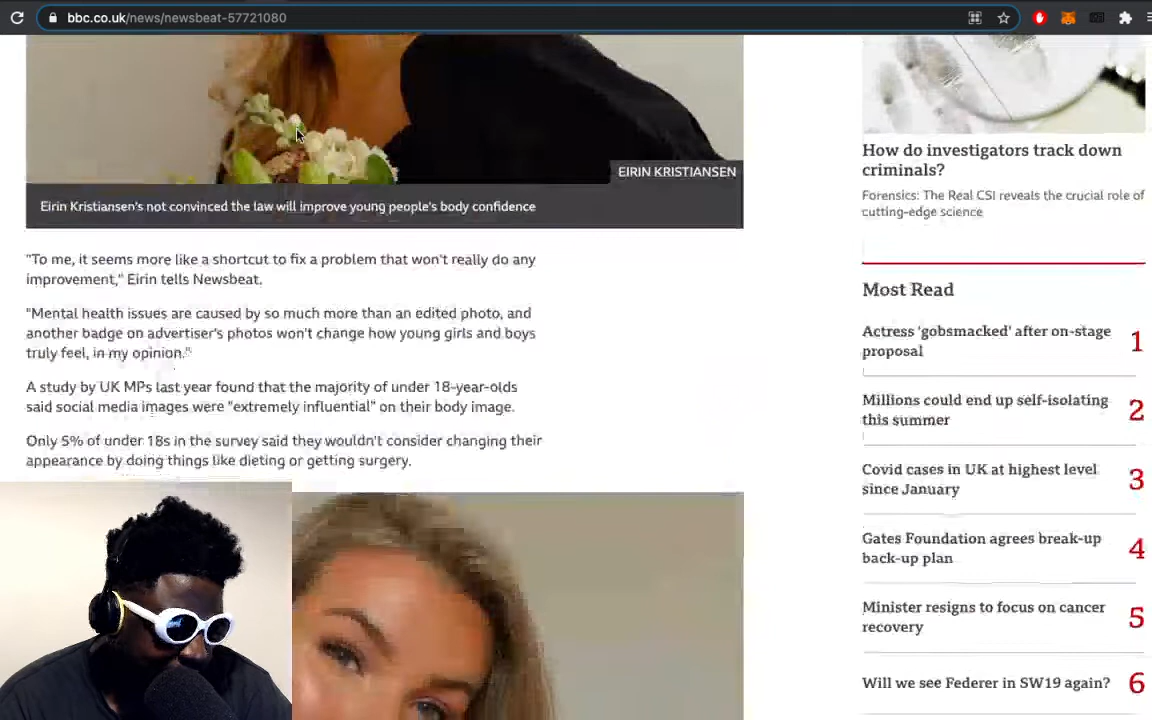 bbc.co.uk/news/newsbeat-57721080
EIRIN KRISTIANSEN
Eirin Kristiansen's not convinced the law will improve young people's body confidence
"To me, it seems more like a shortcut to fix a problem that won't really do any
improvement," Eirin tells Newsbeat.
"Mental health issues are caused by so much more than an edited photo, and
another badge on advertiser's photos won't change how young girls and boys
truly feel, in my opinion."
A study by UK MPs last year found that the majority of under 18-year-olds
said social media images were "extremely influential" on their body image.
Only 5% of under 18s in the survey said they wouldn't consider changing their
appearance by doing things like dieting or getting surgery.
How do investigators track down
criminals?
Forensics: The Real CSI reveals the crucial role of
cutting-edge science
Most Read
Actress 'gobsmacked' after on-stage
proposal
1
Millions could end up self-isolating
this summer
2
Covid cases in UK at highest level
since January
3
Gates Foundation agrees break-up
back-up plan
4
Minister resigns to focus on cancer
recovery
5
Will we see Federer in SW19 again?
6